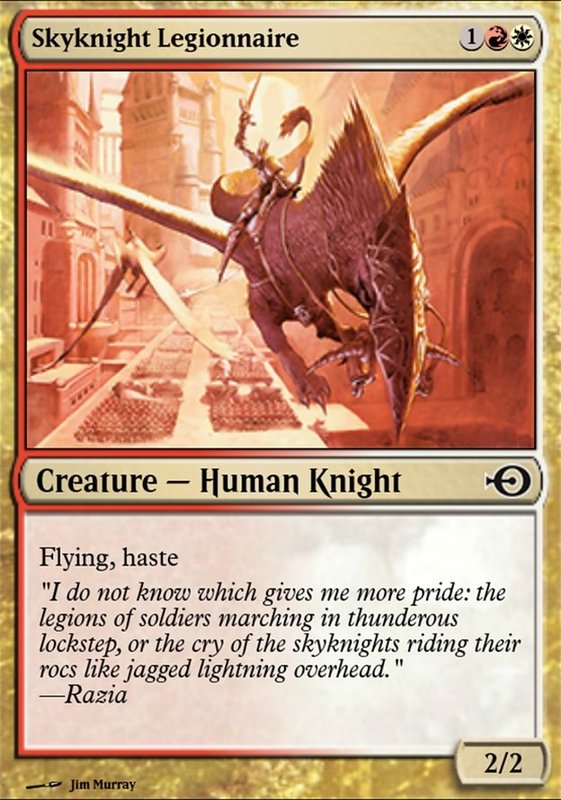 Skyknight Legionnaire 1
Creature — Human Knight
Flying, haste
"I do not know which gives me more pride: the
legions of soldiers marching in thunderous
lockstep, or the cry of the skyknights riding their
rocs like jagged lightning overhead."
—Razia
2/2
Jim Murray